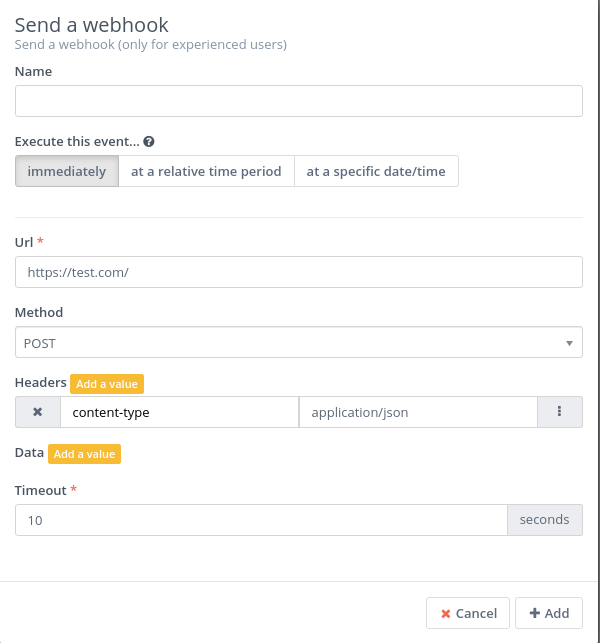 Send a webhook
Send a webhook (only for experienced users)
Name
Execute this event...
immediately at a relative time period at a specific date/time
Url *
https://test.com/
Method
POST
Headers Add a value
content-type application/json
Data Add a value
Timeout *
10 seconds
Cancel Add